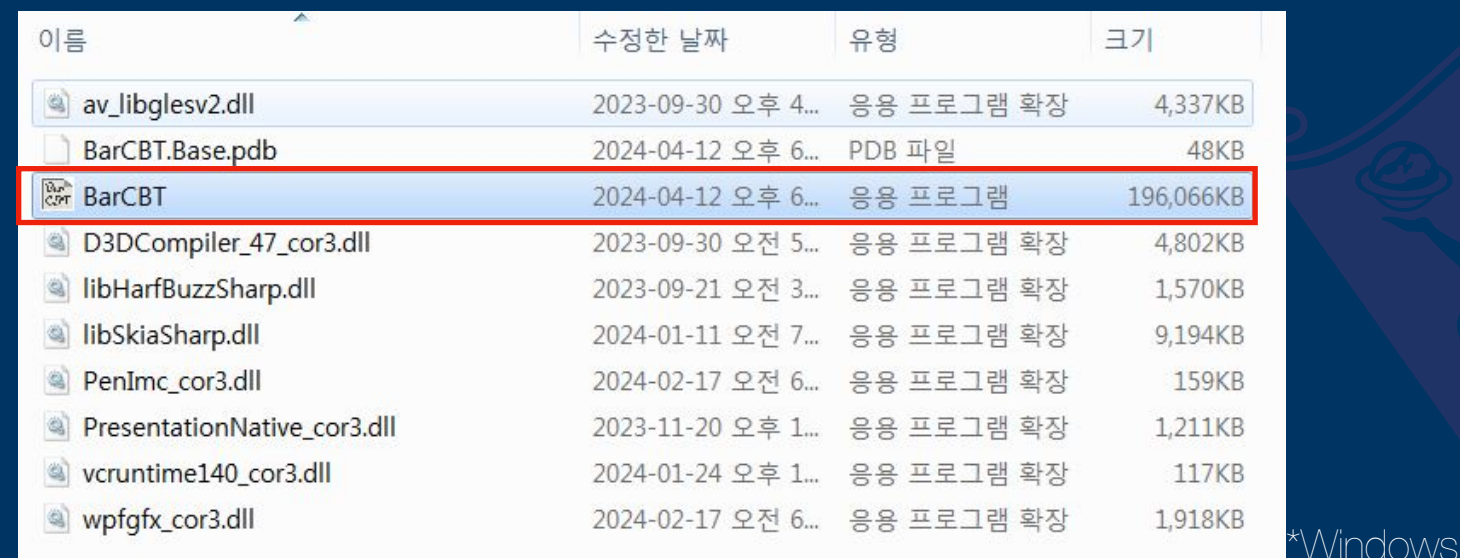 이름 수정한 날짜 유형 크기
av_libglesv2.dll 2023-09-30 오후 4... 응용 프로그램 확장 4,337KB
BarCBT.Base.pdb 2024-04-12 오후 6... PDB 파일 48KB
BarCBT 2024-04-12 오후 6... 응용 프로그램 196,066KB
D3DCompiler_47_cor3.dll 2023-09-30 오전 5... 응용 프로그램 확장 4,802KB
libHarfBuzzSharp.dll 2023-09-21 오전 3... 응용 프로그램 확장 1,570KB
libSkiaSharp.dll 2024-01-11 오전 7... 응용 프로그램 확장 9,194KB
PenImc_cor3.dll 2024-02-17 오전 6... 응용 프로그램 확장 159KB
PresentationNative_cor3.dll 2023-11-20 오후 1... 응용 프로그램 확장 1,211KB
vcruntime140_cor3.dll 2024-01-24 오후 1... 응용 프로그램 확장 117KB
wpfgfx_cor3.dll 2024-02-17 오전 6... 응용 프로그램 확장 1,918KB
*Windows